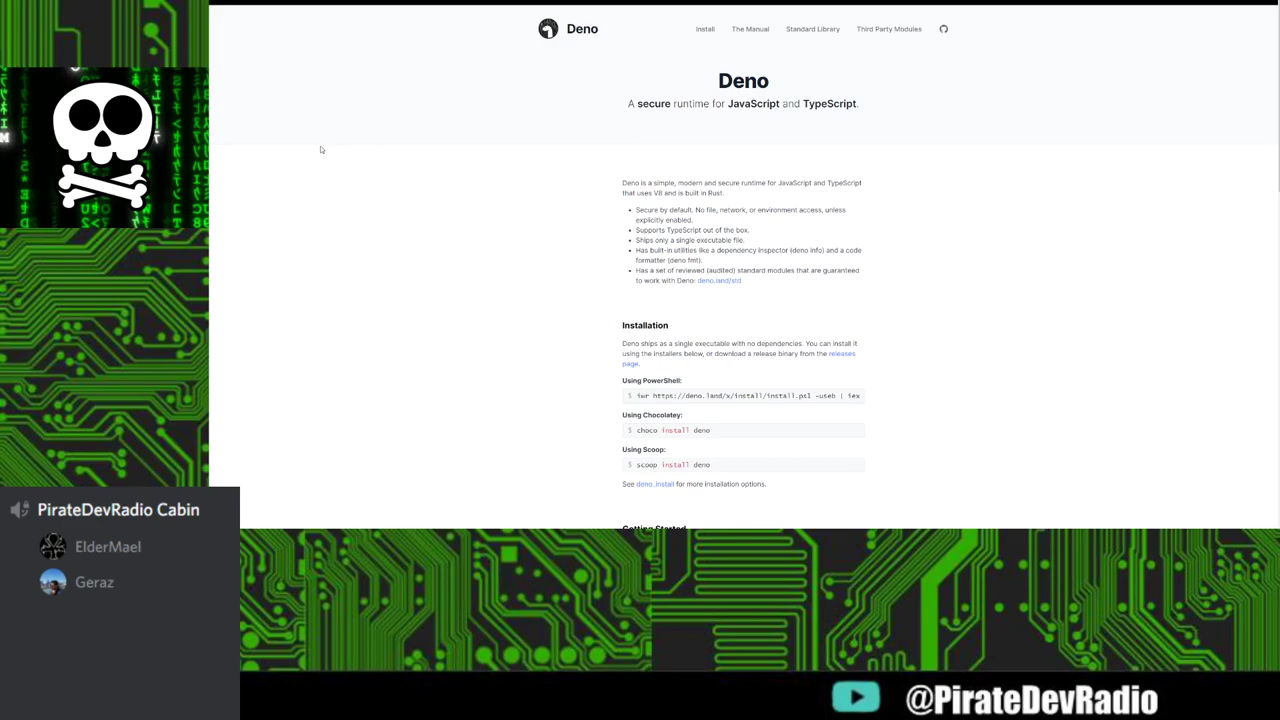 Deno
Install
The Manual
Standard Library
Third Party Modules
Deno
A secure runtime for JavaScript and TypeScript.
Deno is a simple, modern and secure runtime for JavaScript and TypeScript
that uses V8 and is built in Rust.
• Secure by default. No file, network, or environment access, unless
explicitly enabled.
• Supports TypeScript out of the box.
• Ships only a single executable file.
• Has built-in utilities like a dependency inspector (deno info) and a code
formatter (deno fmt).
• Has a set of reviewed (audited) standard modules that are guaranteed
to work with Deno: deno.land/std
Installation
Deno ships as a single executable with no dependencies. You can install it
using the installers below, or download a release binary from the releases
page.
Using PowerShell:
$ iwr https://deno.land/x/install/install.ps1 -useb | iex
Using Chocolatey:
$ choco install deno
Using Scoop:
$ scoop install deno
See deno_install for more installation options.
Getting Started
PirateDevRadio Cabin
ElderMael
Geraz
@PirateDevRadio